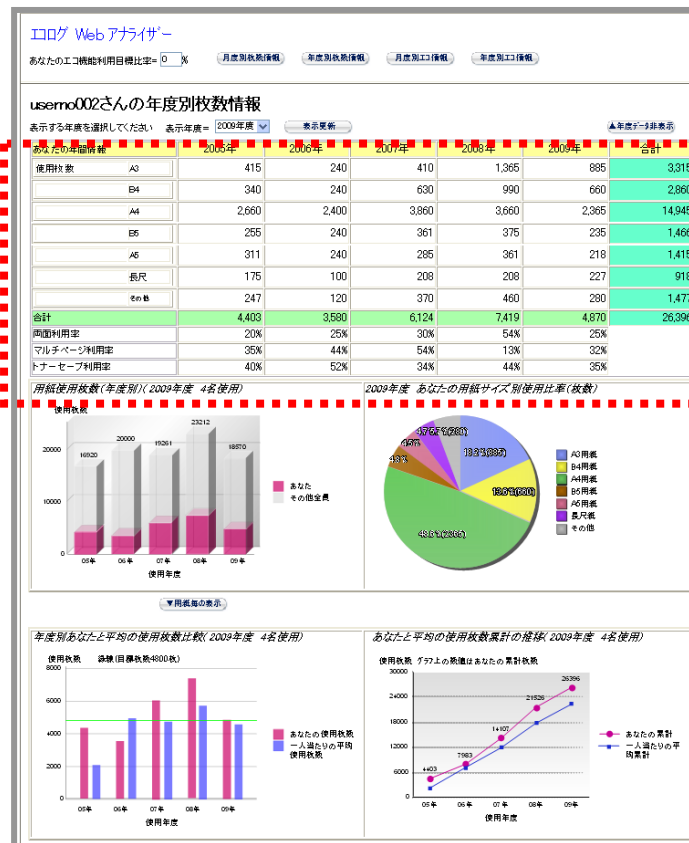 エコログ Web アナライザｰ
あなたのエコ機能利用目標比率= 0 %
月度別枚数情報 年度別枚数情報 月度別エコ情報 年度別エコ情報
userno002さんの年度別枚数情報
表示する年度を選択してください 表示年度= 2009年度 表示更新 ▲年度データ非表示
あなたの年間情報 2005年 2006年 2007年 2008年 2009年 合計
使用枚数 A3 415 240 410 1,365 885 3,315
B4 340 240 630 990 660 2,860
A4 2,660 2,400 3,860 3,660 2,365 14,945
B5 255 240 361 375 235 1,466
A5 311 240 285 361 218 1,415
長尺 175 100 208 208 227 918
その他 247 120 370 460 280 1,477
合計 4,403 3,580 6,124 7,419 4,870 26,396
両面利用率 20% 25% 30% 54% 25%
マルチページ利用率 35% 44% 54% 13% 32%
トナーセーブ利用率 40% 52% 34% 44% 35%
用紙使用枚数(年度別)(2009年度 4名使用)
使用枚数
20000
10000
0
16920 20000 19261 23212 18570
05年 06年 07年 08年 09年
使用年度
あなた
その他全員
2009年度 あなたの用紙サイズ別使用比率(枚数)
18.2%(885)
13.6%(660)
48.6%(2365)
4.8%
4.5%
A3用紙
B4用紙
A4用紙
B5用紙
A5用紙
長尺紙
その他
▼用紙毎の表示
年度別あなたと平均の使用枚数比較(2009年度 4名使用)
使用枚数 緑線(目標枚数4800枚)
8000
6000
4000
2000
0
05年 06年 07年 08年 09年
使用年度
あなたの使用枚数
一人当たりの平均
使用枚数
あなたと平均の使用枚数累計の推移(2009年度 4名使用)
使用枚数 グラフ上の数値はあなたの累計枚数
30000
24000
18000
12000
6000
0
4403 7983 14107 21526 26396
05年 06年 07年 08年 09年
使用年度
あなたの累計
一人当たりの平
均累計